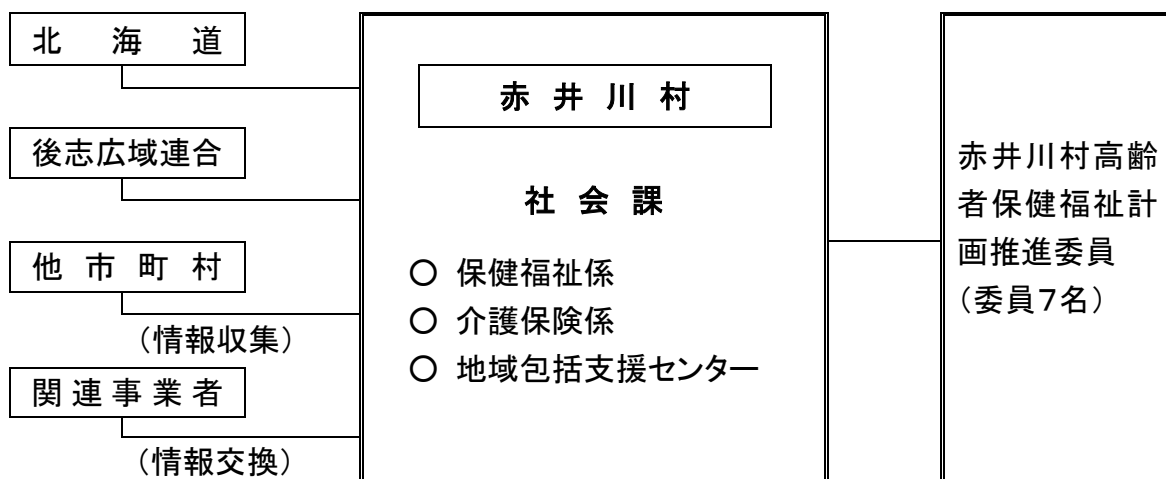 北海道
後志広域連合
他市町村
（情報収集）
関連事業者
（情報交換）
赤井川村
社会課
○ 保健福祉係
○ 介護保険係
○ 地域包括支援センター
赤井川村高齢
者保健福祉計
画推進委員
（委員７名）